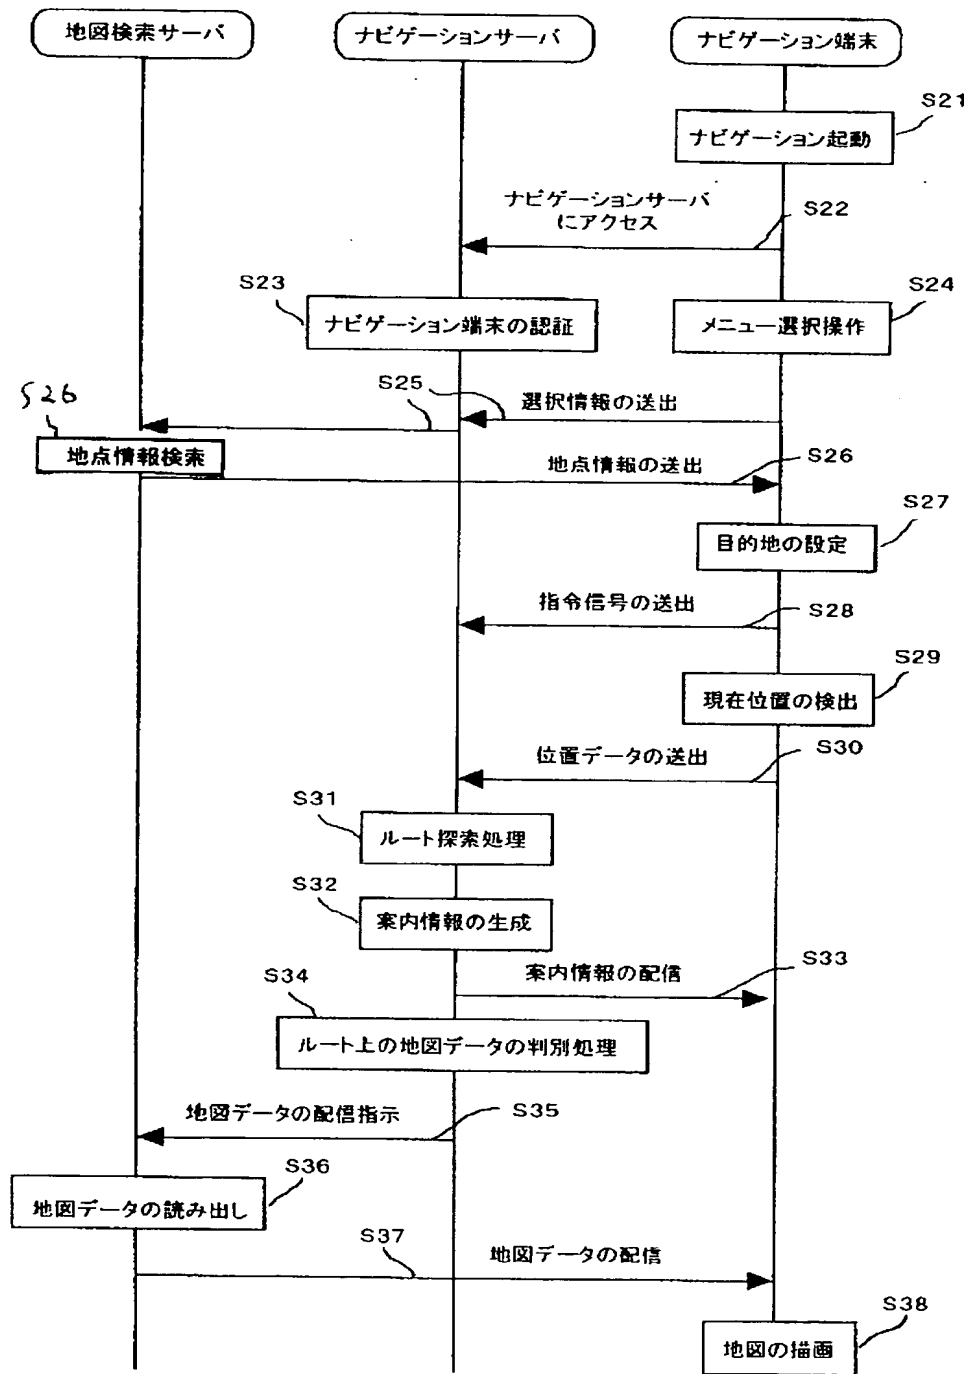 地図検索サーバ
ナビゲーションサーバ
ナビゲーション端末
S21
ナビゲーション起動
ナビゲーションサーバ
にアクセス
S22
S23
ナビゲーション端末の認証
S24
メニュー選択操作
S25
選択情報の送出
S26
地点情報検索
地点情報の送出
S26
S27
目的地の設定
指令信号の送出
S28
S29
現在位置の検出
位置データの送出
S30
S31
ルート探索処理
S32
案内情報の生成
案内情報の配信
S33
S34
ルート上の地図データの判別処理
地図データの配信指示
S35
S36
地図データの読み出し
S37
地図データの配信
S38
地図の描画